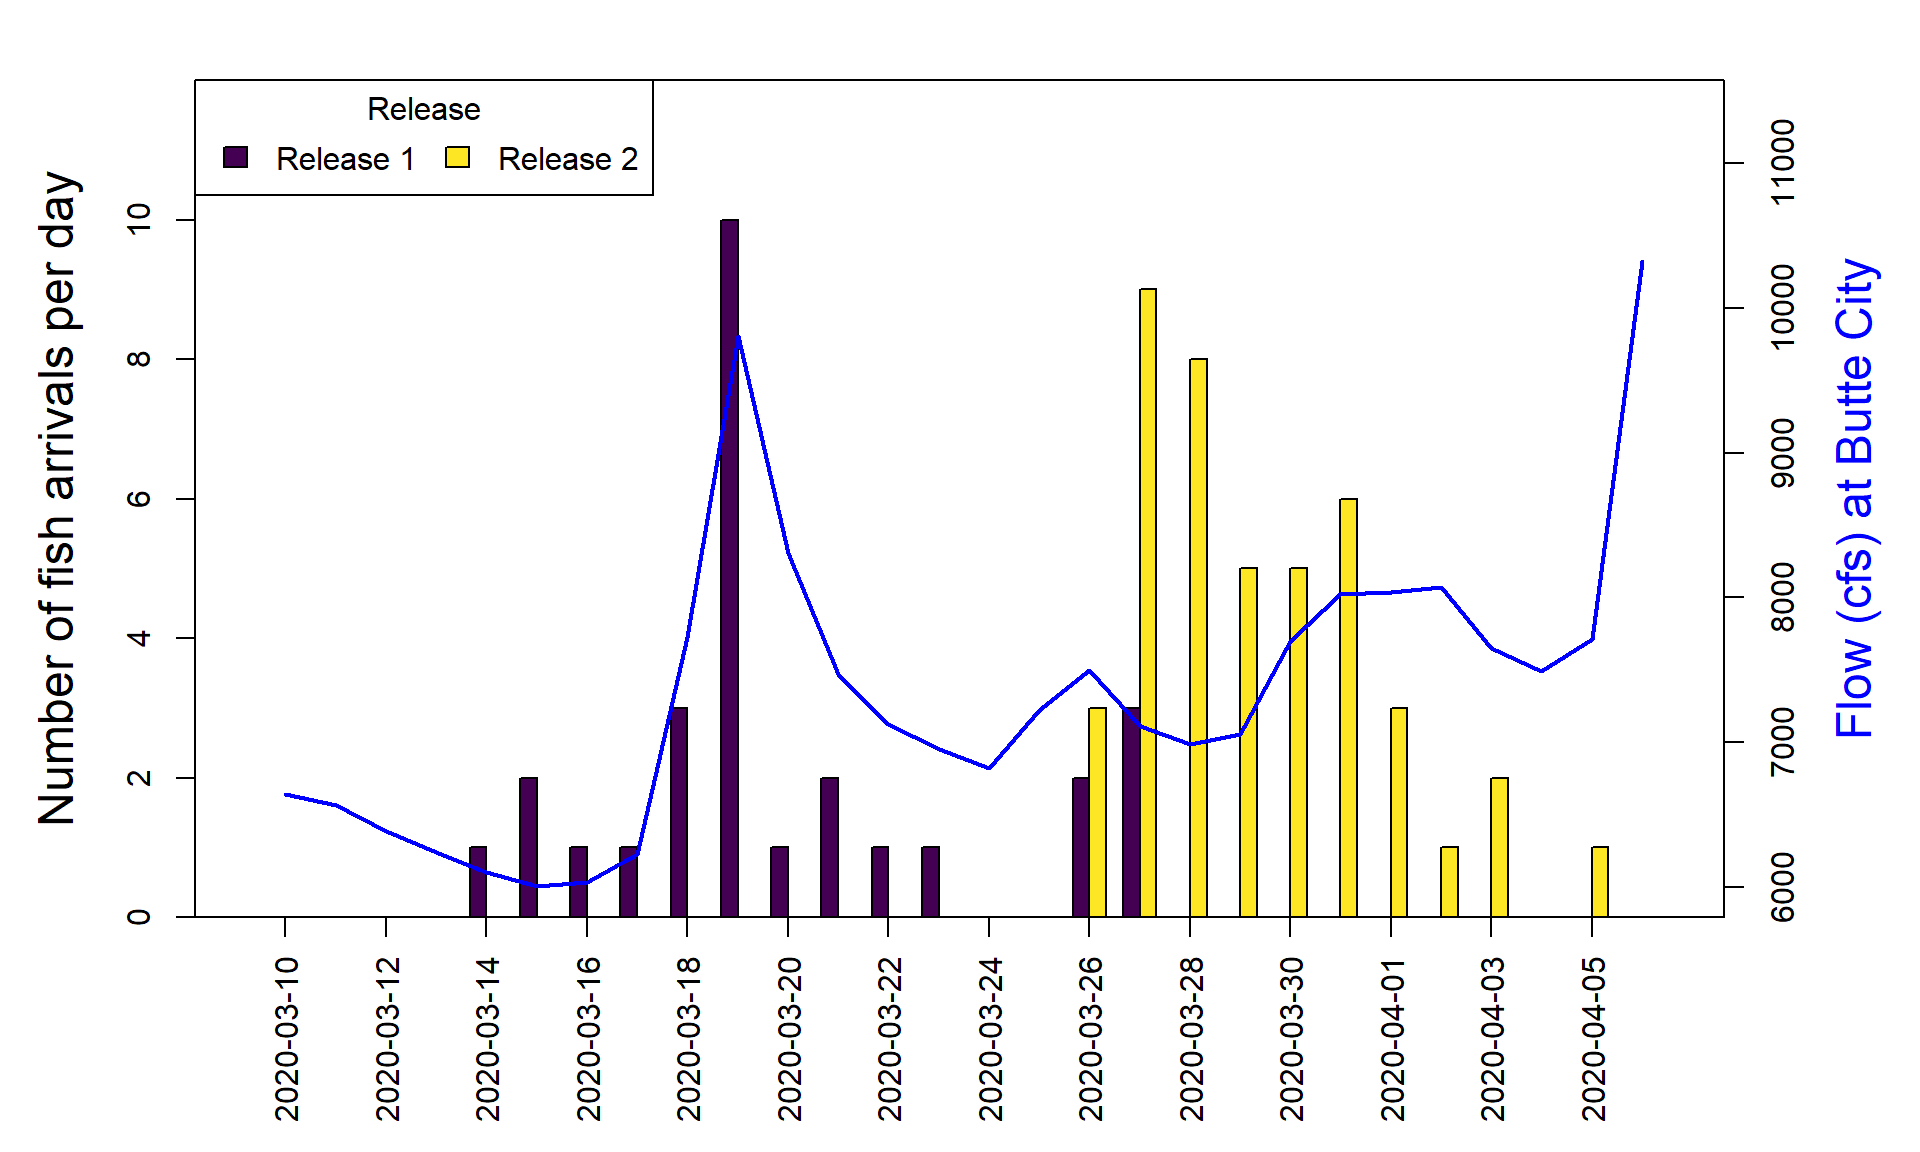 Release
Release 1 Release 2
Number of fish arrivals per day
0 2 4 6 8 10
2020-03-10 2020-03-12 2020-03-14 2020-03-16 2020-03-18 2020-03-20 2020-03-22 2020-03-24 2020-03-26 2020-03-28 2020-03-30 2020-04-01 2020-04-03 2020-04-05
6000 7000 8000 9000 10000 11000
Flow (cfs) at Butte City